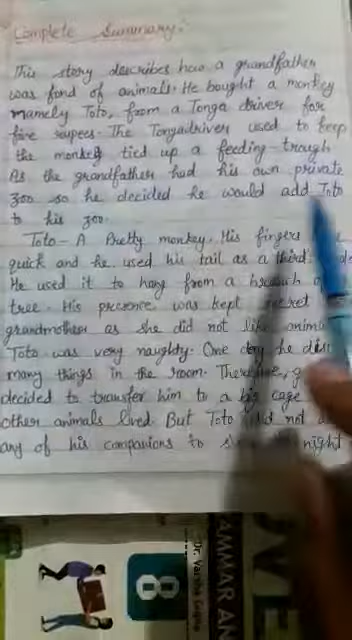 Complete Summary:
This story describes how a grandfather
was fond of animals. He bought a monkey
namely Toto, from a Tonga driver for
five rupees. The Tongadriver used to keep
the monkey tied up a feeding-trough
As the grandfather had his own private
zoo so he decided he would add Toto
to his zoo.
Toto - A Pretty monkey. His fingers
quick and he used his tail as a third
He used it to hang from a branch
tree. His presence was kept
grandmother as she did not like
Toto was very naughty. One day he
many things in the room. Therefore,
decided to transfer him to a big cage
other animals lived. But Toto did not
any of his companions to night
8
Dr. Varsha
AMMAR AN